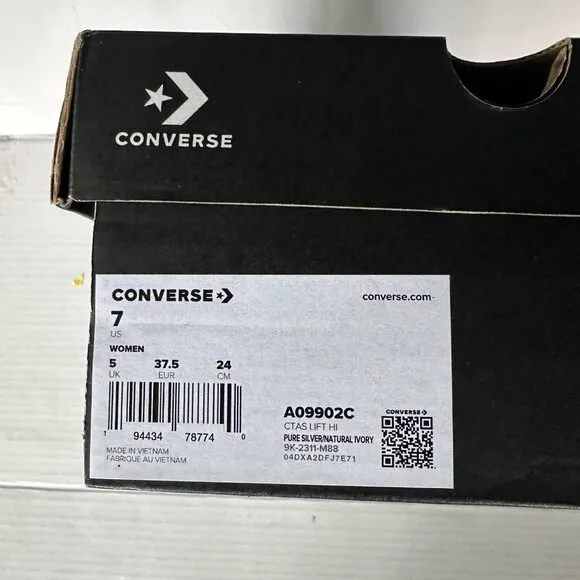 CONVERSE
CONVERSE
converse.com
7
US
WOMEN
5 37.5 24
UK EUR CM
1 94434 78774 0
MADE IN VIETNAM
FABRIQUE AU VIETNAM
A09902C
CTAS LIFT HI
PURE SILVER/NATURAL IVORY
9K-2311-M88
04DXA2DFJ7E71
CONVERSE